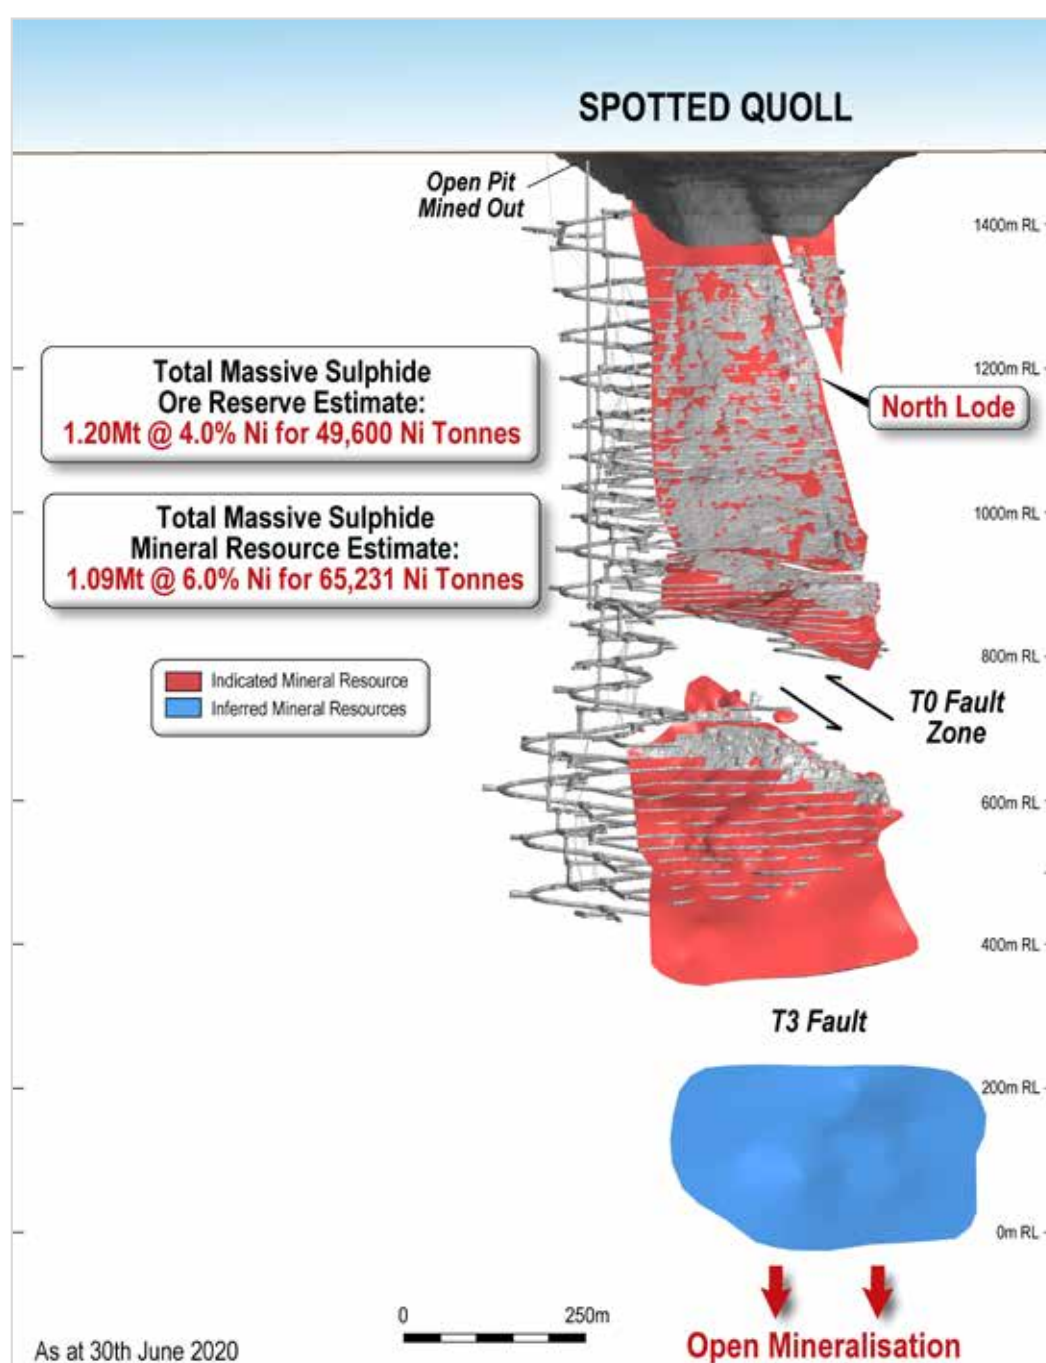 SPOTTED QUOLL
Open Pit
Mined Out
1400m RL
Total Massive Sulphide
Ore Reserve Estimate:
1.20Mt @ 4.0% Ni for 49,600 Ni Tonnes
1200m RL
North Lode
Total Massive Sulphide
Mineral Resource Estimate:
1.09Mt @ 6.0% Ni for 65,231 Ni Tonnes
1000m RL
Indicated Mineral Resource
Inferred Mineral Resources
800m RL
T0 Fault
Zone
600m RL
400m RL
T3 Fault
200m RL
0m RL
0 250m
Open Mineralisation
As at 30th June 2020